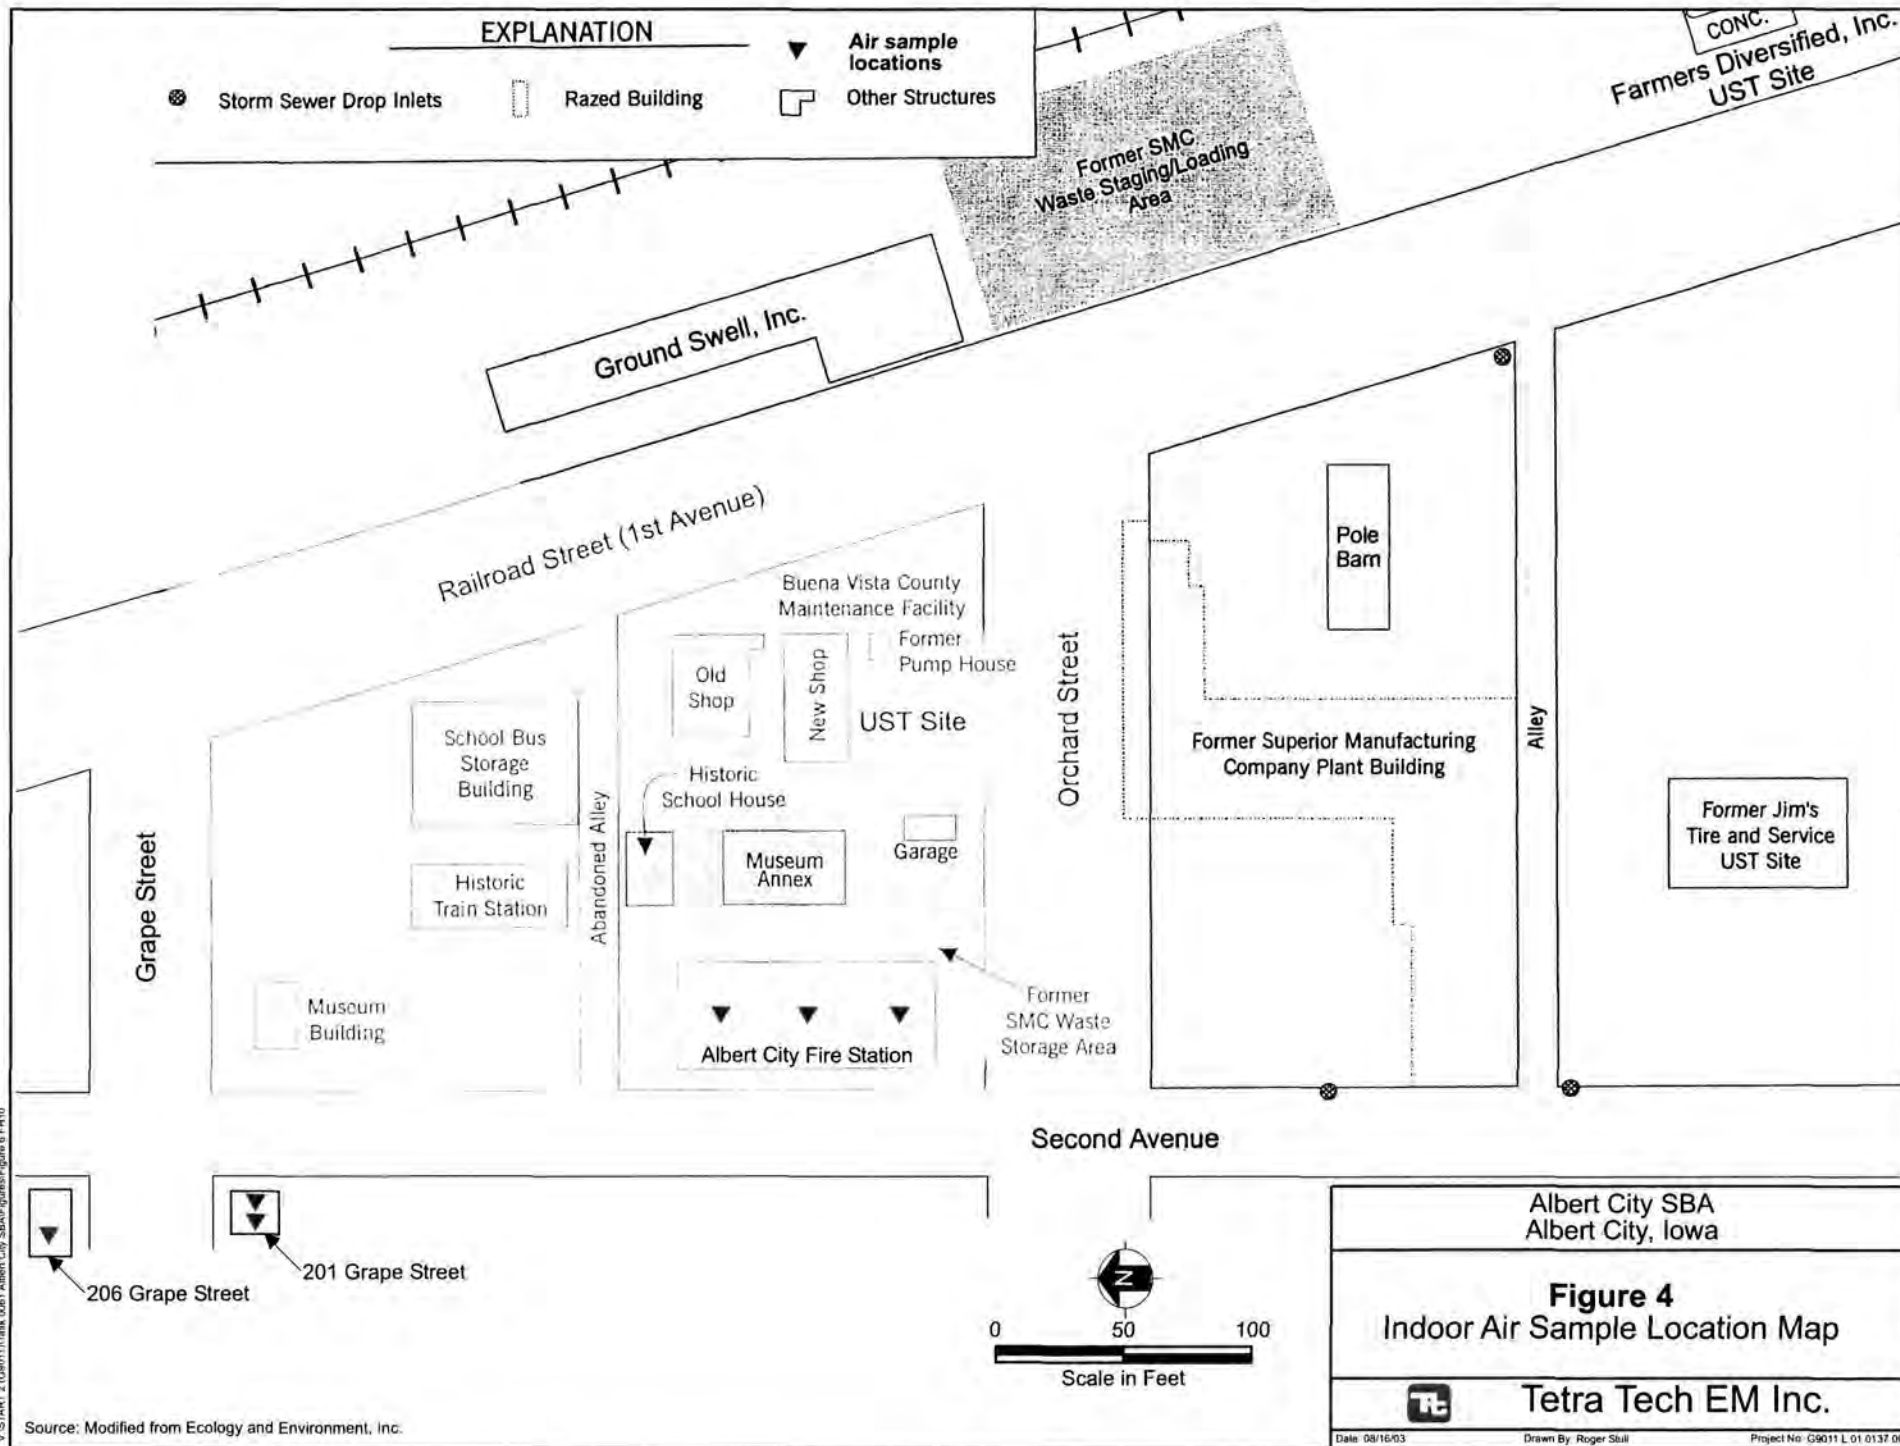 EXPLANATION
Air sample
locations
Storm Sewer Drop Inlets
Razed Building
Other Structures
CONC.
Farmers Diversified, Inc.
UST Site
Former SMC
Waste Staging/Loading
Area
Ground Swell, Inc.
Railroad Street (1st Avenue)
Buena Vista County
Maintenance Facility
Former
Pump House
Old
Shop
New Shop
UST Site
Orchard Street
Pole
Barn
Former Superior Manufacturing
Company Plant Building
Alley
Former Jim's
Tire and Service
UST Site
School Bus
Storage
Building
Historic
School House
Abandoned Alley
Museum
Annex
Garage
Historic
Train Station
Grape Street
Museum
Building
Albert City Fire Station
Former
SMC Waste
Storage Area
Second Avenue
206 Grape Street
201 Grape Street
N
0 50 100
Scale in Feet
Albert City SBA
Albert City, Iowa
Figure 4
Indoor Air Sample Location Map
Tt
Tetra Tech EM Inc.
Source: Modified from Ecology and Environment, Inc.
Date 08/16/03
Drawn By Roger Stull